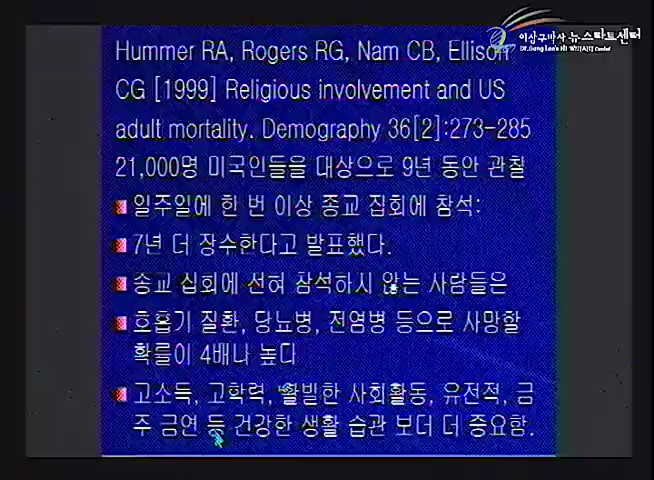 이상구박사 뉴스타트센터
Hummer RA, Rogers RG, Nam CB, Ellison
CG [1999] Religious involvement and US
adult mortality. Demography 36[2]:273-285
21,000명 미국인들을 대상으로 9년 동안 관찰
일주일에 한 번 이상 종교 집회에 참석:
7년 더 장수한다고 발표했다.
종교 집회에 전혀 참석하지 않는 사람들은
호흡기 질환, 당뇨병, 전염병 등으로 사망할
확률이 4배나 높다
고소득, 고학력, 활발한 사회활동, 유전적, 금
주 금연 등 건강한 생활 습관 보더 더 중요함.